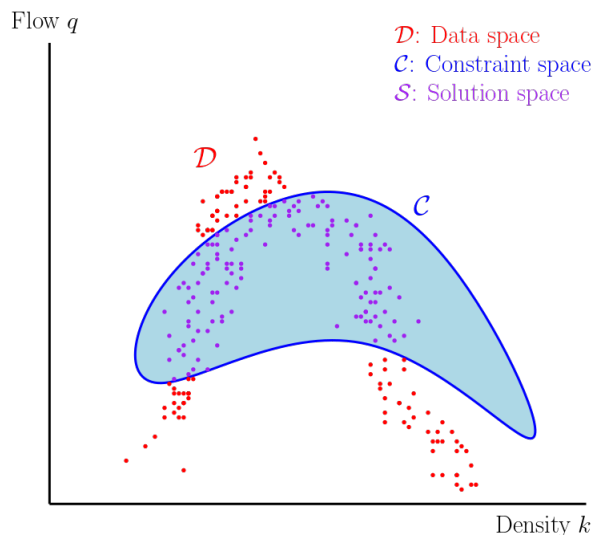 Flow q
𝒟: Data space
𝒞: Constraint space
𝒮: Solution space
𝒟
𝒞
Density k